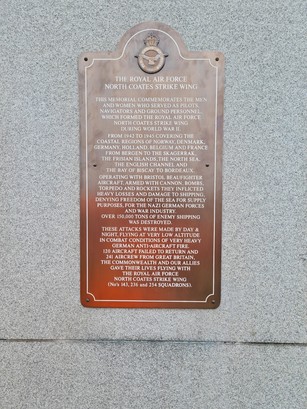 THE ROYAL AIR FORCE
NORTH COATES STRIKE WING
THIS MEMORIAL COMMEMORATES THE MEN
AND WOMEN WHO SERVED AS PILOTS,
NAVIGATORS AND GROUND PERSONNEL,
WHICH FORMED THE ROYAL AIR FORCE
NORTH COATES STRIKE WING
DURING WORLD WAR II.
FROM 1942 TO 1945 COVERING THE
COASTAL REGIONS OF NORWAY, DENMARK,
GERMANY, HOLLAND, BELGIUM AND FRANCE
FROM BERGEN TO THE SKAGERRAK,
THE FRISIAN ISLANDS, THE NORTH SEA,
THE ENGLISH CHANNEL AND
THE BAY OF BISCAY TO BORDEAUX.
OPERATING WITH BRISTOL BEAUFIGHTER
AIRCRAFT, ARMED WITH CANNON, BOMBS,
TORPEDO AND ROCKETS THEY INFLICTED
HEAVY LOSSES AND DAMAGE TO SHIPPING,
DENYING FREEDOM OF THE SEA FOR SUPPLY
PURPOSES, FOR THE NAZI GERMAN FORCES
AND WAR INDUSTRY.
OVER 150,000 TONS OF ENEMY SHIPPING
WAS DESTROYED.
THESE ATTACKS WERE MADE BY DAY &
NIGHT, FLYING AT VERY LOW ALTITUDE
IN COMBAT CONDITIONS OF VERY HEAVY
GERMAN ANTI-AIRCRAFT FIRE.
120 AIRCRAFT FAILED TO RETURN AND
241 AIRCREW FROM GREAT BRITAIN,
THE COMMONWEALTH AND OUR ALLIES
GAVE THEIR LIVES FLYING WITH
THE ROYAL AIR FORCE
NORTH COATES STRIKE WING
(No's 143, 236 and 254 SQUADRONS).